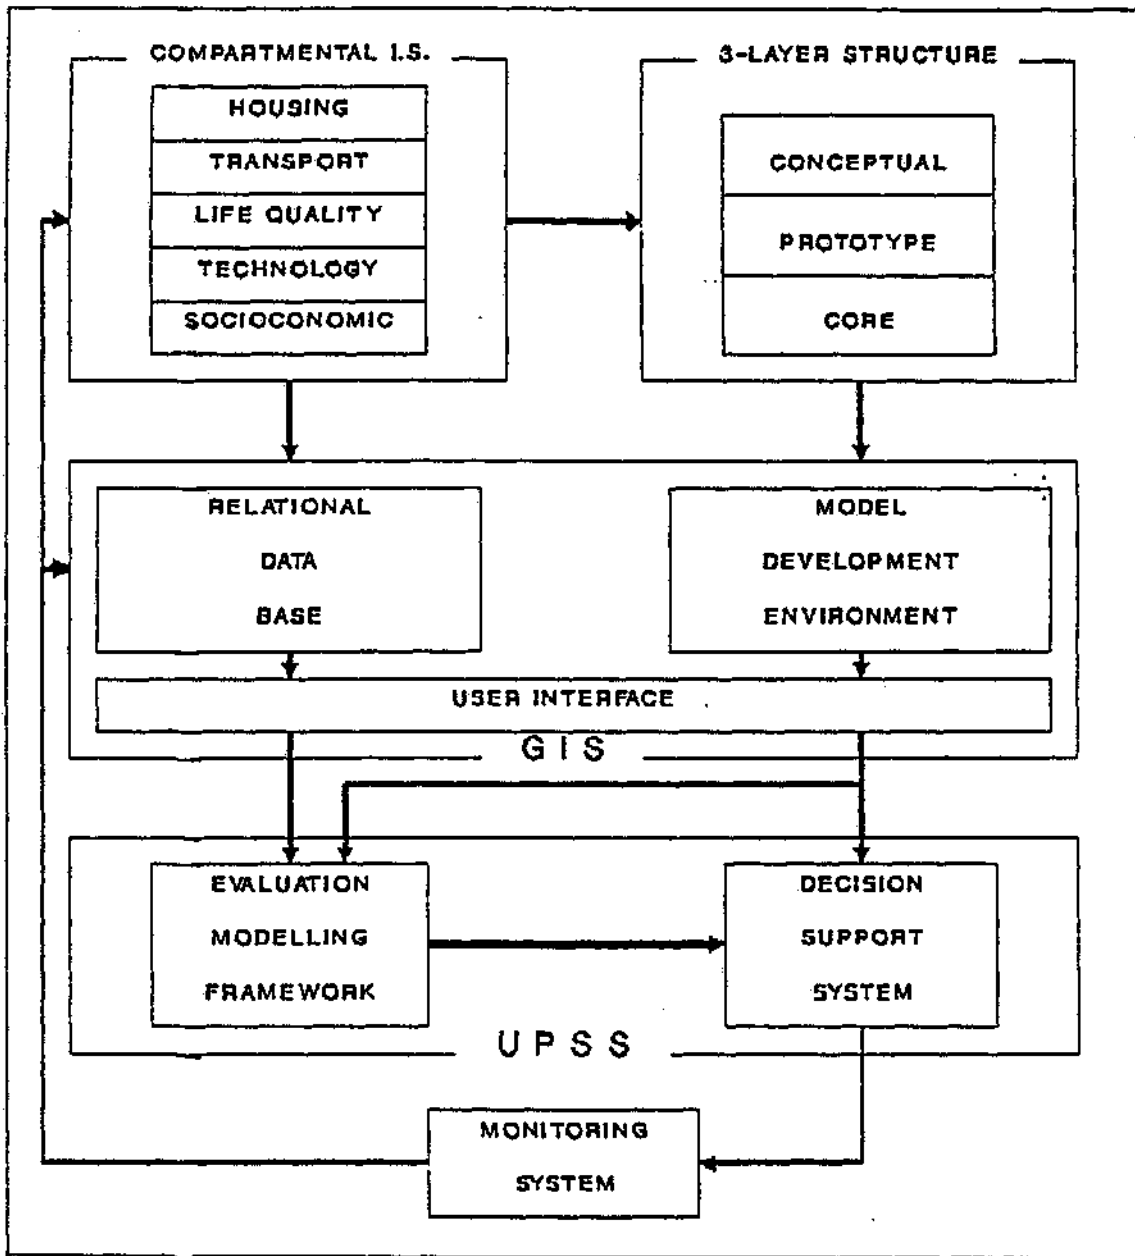 COMPARTMENTAL I.S.
HOUSING
TRANSPORT
LIFE QUALITY
TECHNOLOGY
SOCIOCONOMIC
3-LAYER STRUCTURE
CONCEPTUAL
PROTOTYPE
CORE
RELATIONAL
DATA
BASE
MODEL
DEVELOPMENT
ENVIRONMENT
USER INTERFACE
GIS
EVALUATION
MODELLING
FRAMEWORK
DECISION
SUPPORT
SYSTEM
UPSS
MONITORING
SYSTEM